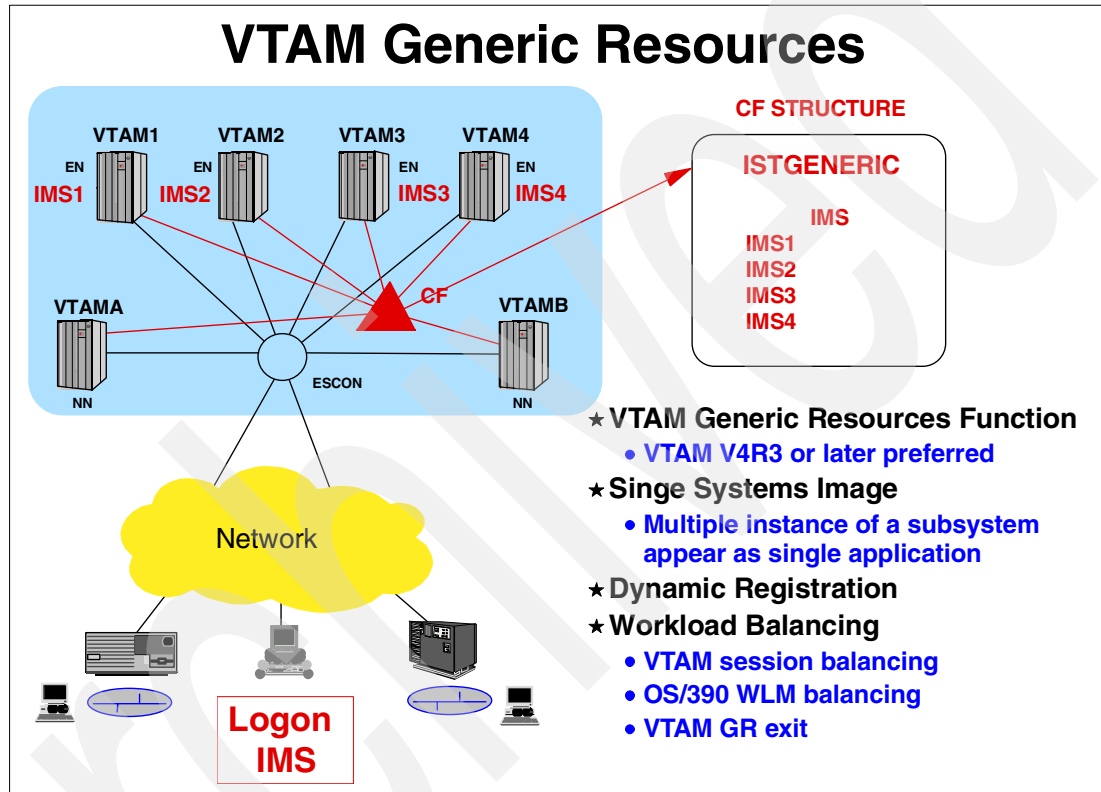 VTAM Generic Resources
CF STRUCTURE
VTAM1
VTAM2
VTAM3
VTAM4
EN
EN
EN
EN
IMS1
IMS2
IMS3
IMS4
ISTGENERIC
IMS
IMS1
IMS2
IMS3
IMS4
CF
VTAMA
VTAMB
NN
ESCON
NN
★ VTAM Generic Resources Function
• VTAM V4R3 or later preferred
★ Singe Systems Image
• Multiple instance of a subsystem
appear as single application
★ Dynamic Registration
★ Workload Balancing
• VTAM session balancing
• OS/390 WLM balancing
• VTAM GR exit
Network
Logon
IMS